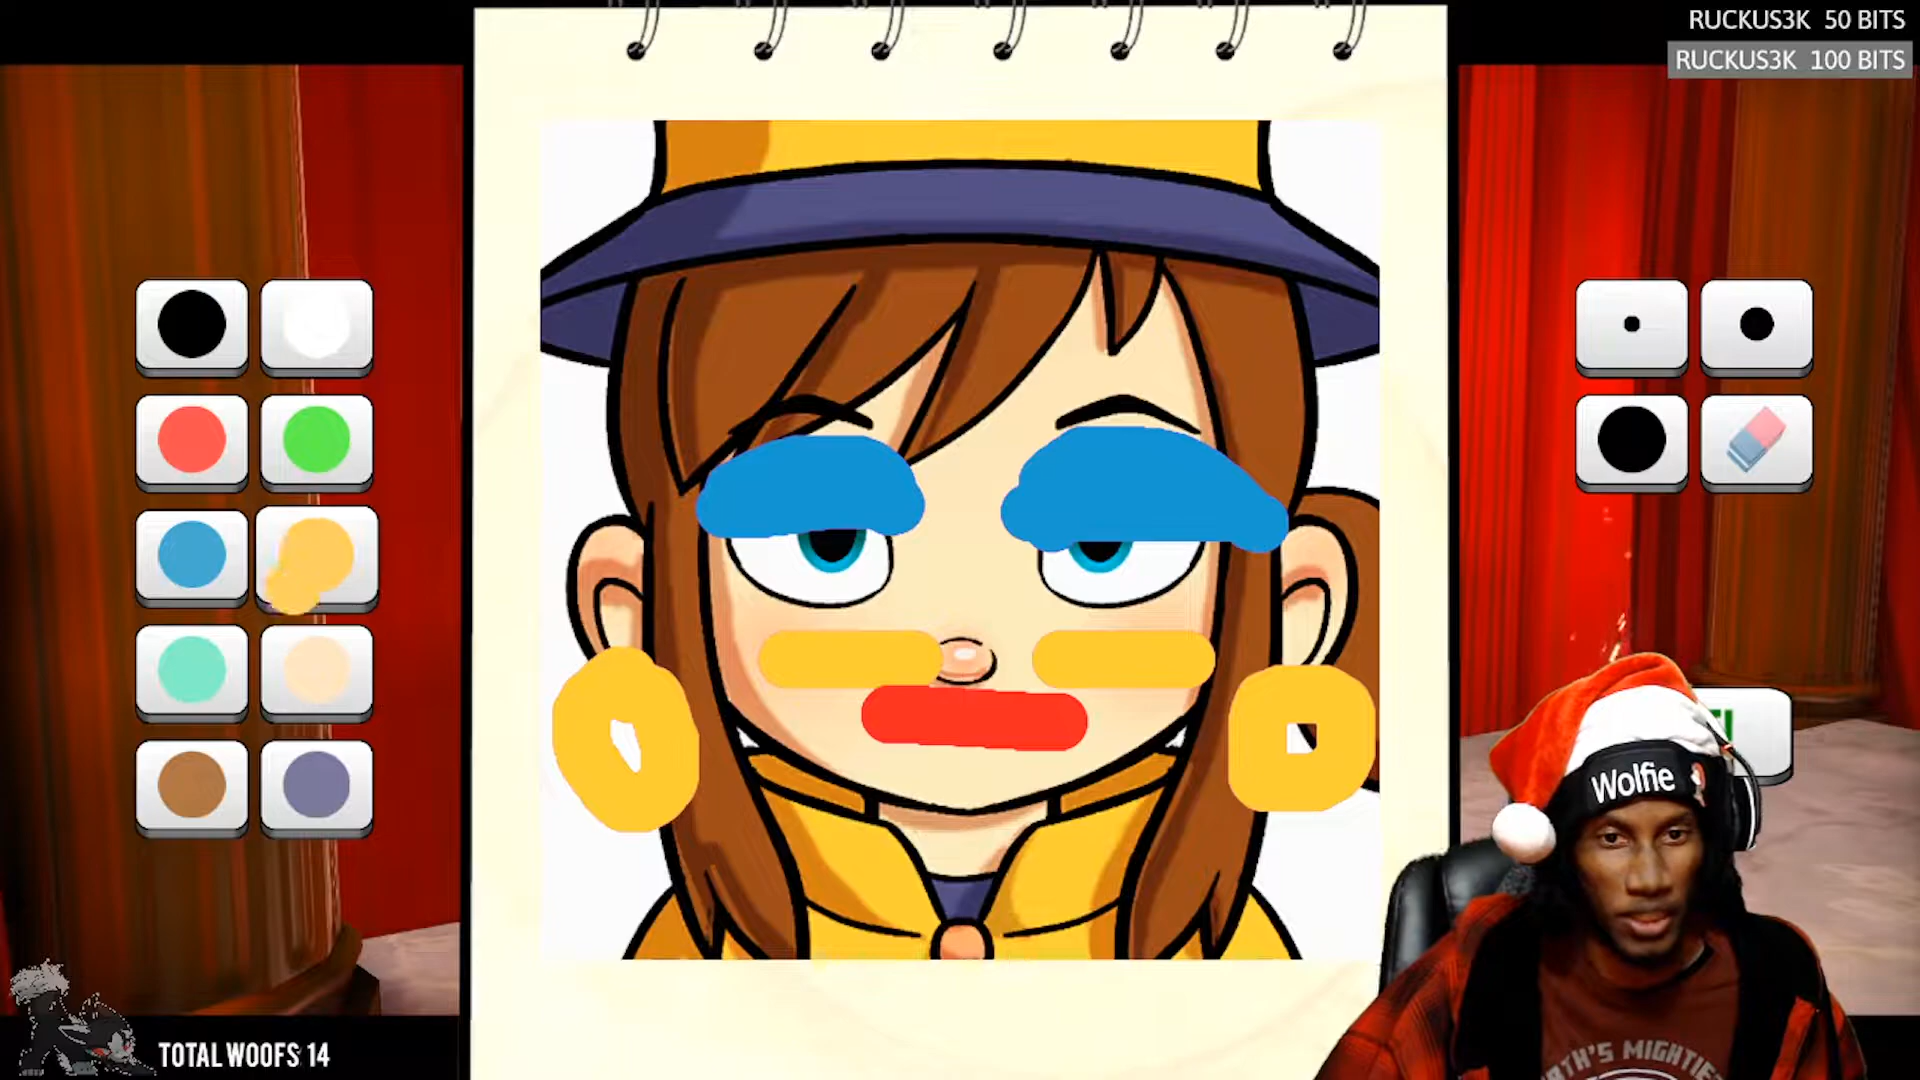 RUCKUS3K 50 BITS
RUCKUS3K 100 BITS
Wolfie
TOTAL WOOFS 14